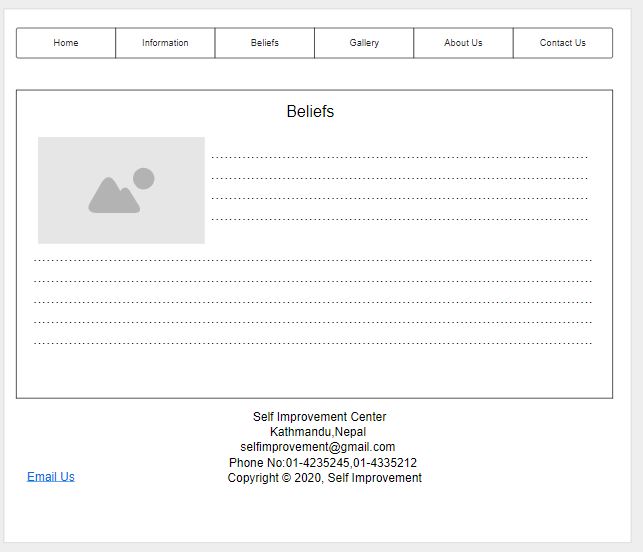 Home Information Beliefs Gallery About Us Contact Us
Beliefs
Self Improvement Center
Kathmandu,Nepal
selfimprovement@gmail.com
Phone No:01-4235245,01-4335212
Email Us
Copyright © 2020, Self Improvement